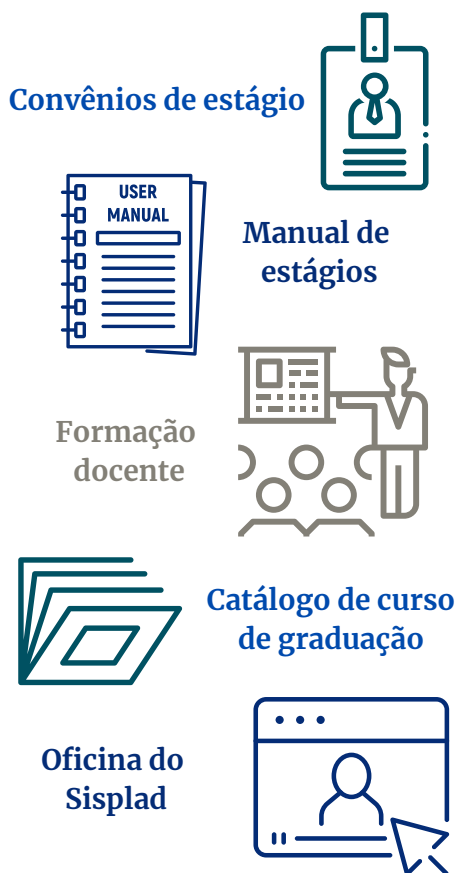 Convênios de estágio
USER
MANUAL
Manual de
estágios
Formação
docente
Catálogo de curso
de graduação
Oficina do
Sisplad